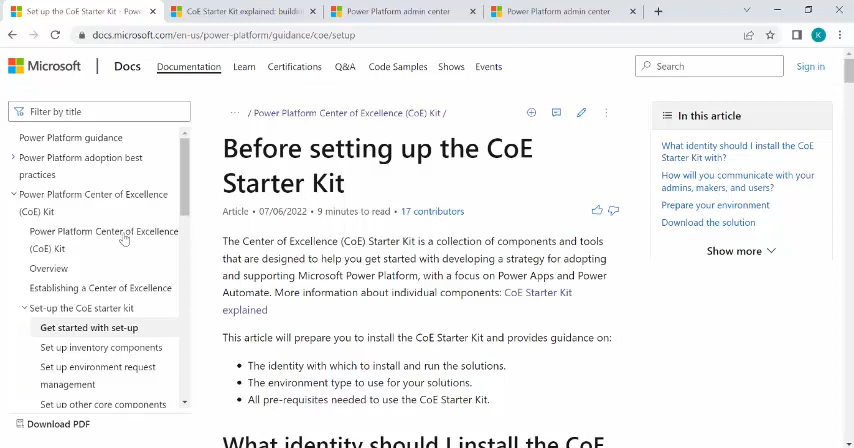 Set up the CoE Starter Kit - Powe
CoE Starter Kit explained: buildin
Power Platform admin center
Power Platform admin center
docs.microsoft.com/en-us/power-platform/guidance/coe/setup
K
Microsoft
Docs
Documentation
Learn
Certifications
Q&A
Code Samples
Shows
Events
Search
Sign in
Filter by title
Power Platform guidance
Power Platform adoption best
practices
Power Platform Center of Excellence
(CoE) Kit
Power Platform Center of Excellence
(CoE) Kit
Overview
Establishing a Center of Excellence
Set-up the CoE starter kit
Get started with set-up
Set up inventory components
Set up environment request
management
Set up other core components
Download PDF
··· / Power Platform Center of Excellence (CoE) Kit /
Before setting up the CoE
Starter Kit
Article • 07/06/2022 • 9 minutes to read • 17 contributors
The Center of Excellence (CoE) Starter Kit is a collection of components and tools
that are designed to help you get started with developing a strategy for adopting
and supporting Microsoft Power Platform, with a focus on Power Apps and Power
Automate. More information about individual components: CoE Starter Kit
explained
This article will prepare you to install the CoE Starter Kit and provides guidance on:
• The identity with which to install and run the solutions.
• The environment type to use for your solutions.
• All pre-requisites needed to use the CoE Starter Kit.
What identity should I install the CoE
In this article
What identity should I install the CoE
Starter Kit with?
How will you communicate with your
admins, makers, and users?
Prepare your environment
Download the solution
Show more